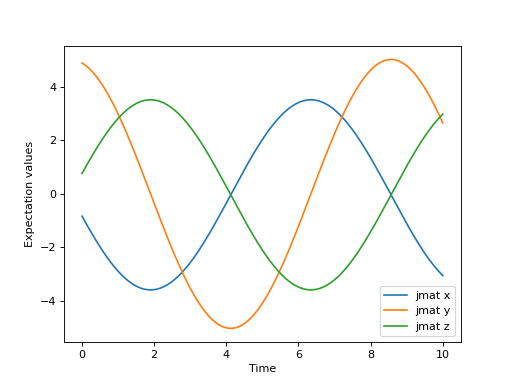 Expectation values
4
2
0
−2
−4
0 2 4 6 8 10
Time
jmat x
jmat y
jmat z